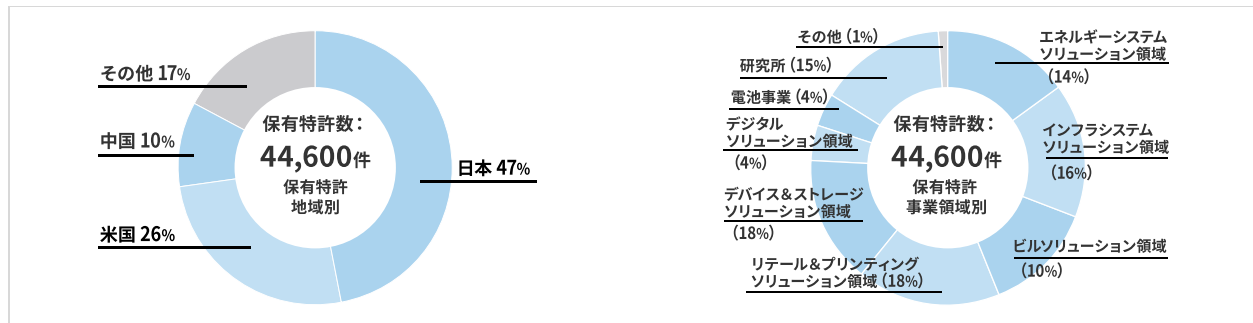 その他 17%
中国 10%
米国 26%
日本 47%
保有特許数：
44,600件
保有特許
地域別
その他（1%）
研究所（15%）
電池事業（4%）
デジタル
ソリューション領域
（4%）
デバイス＆ストレージ
ソリューション領域
（18%）
リテール＆プリンティング
ソリューション領域（18%）
保有特許数：
44,600件
保有特許
事業領域別
エネルギーシステム
ソリューション領域
（14%）
インフラシステム
ソリューション領域
（16%）
ビルソリューション領域
（10%）